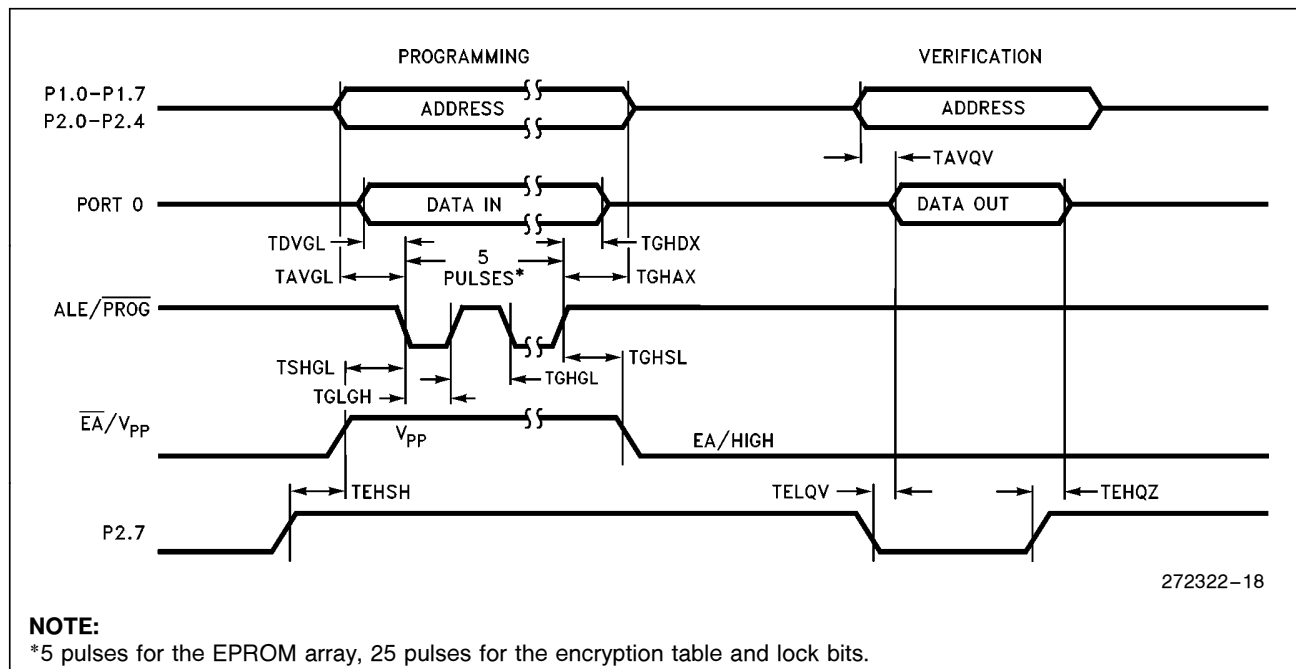 PROGRAMMING
VERIFICATION
P1.0–P1.7
P2.0–P2.4
ADDRESS
ADDRESS
TAVQV
PORT 0
DATA IN
DATA OUT
TDVGL
TGHDX
5
PULSES*
TAVGL
TGHAX
ALE/PROG
TSHGL
TGHSL
TGHGL
TGLGH
EA/VPP
VPP
EA/HIGH
TEHSH
TELQV
TEHQZ
P2.7
272322–18
NOTE:
*5 pulses for the EPROM array, 25 pulses for the encryption table and lock bits.